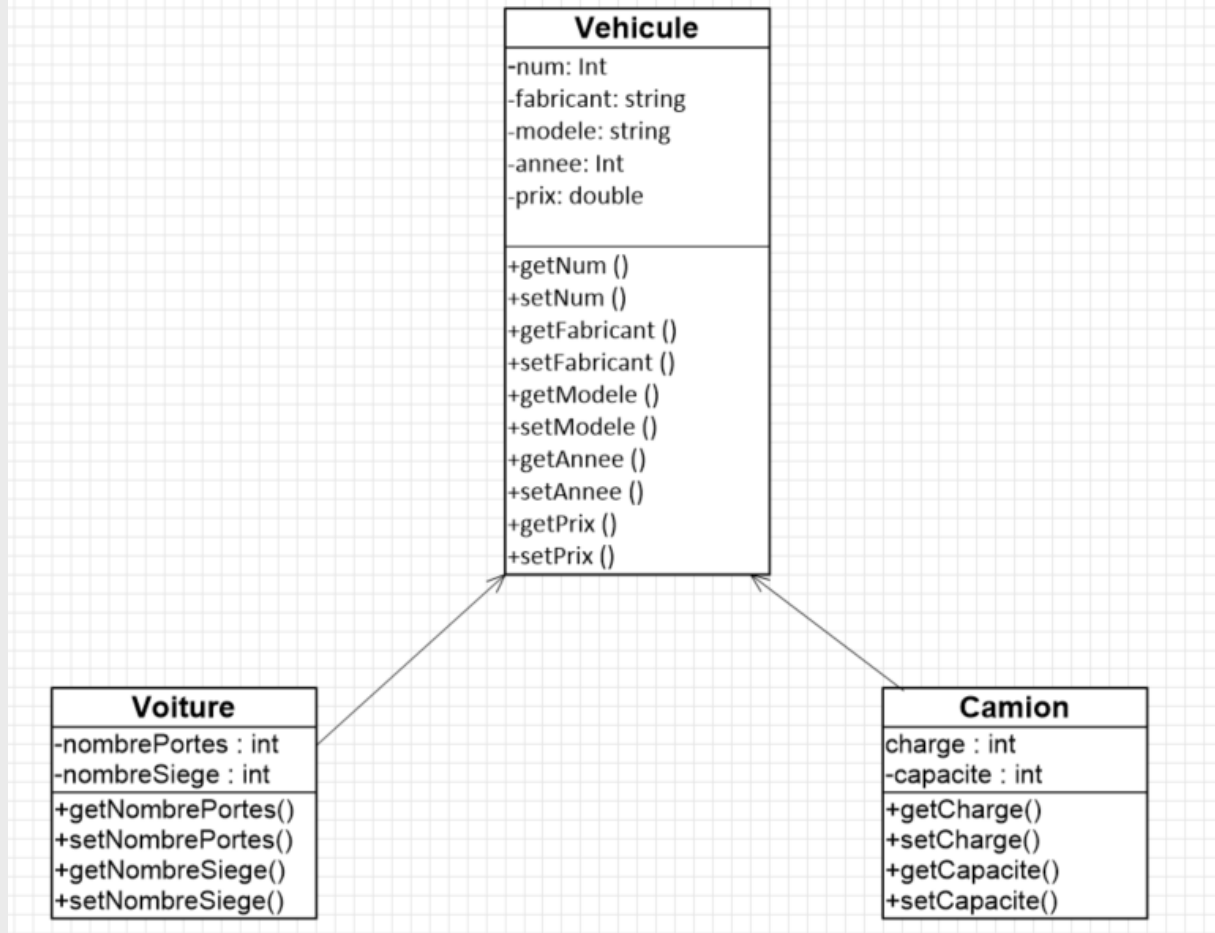 Vehicule
-num: Int
-fabricant: string
-modele: string
-annee: Int
-prix: double
+getNum ()
+setNum ()
+getFabricant ()
+setFabricant ()
+getModele ()
+setModele ()
+getAnnee ()
+setAnnee ()
+getPrix ()
+setPrix ()
Voiture
-nombrePortes : int
-nombreSiege : int
+getNombrePortes()
+setNombrePortes()
+getNombreSiege()
+setNombreSiege()
Camion
charge : int
-capacite : int
+getCharge()
+setCharge()
+getCapacite()
+setCapacite()